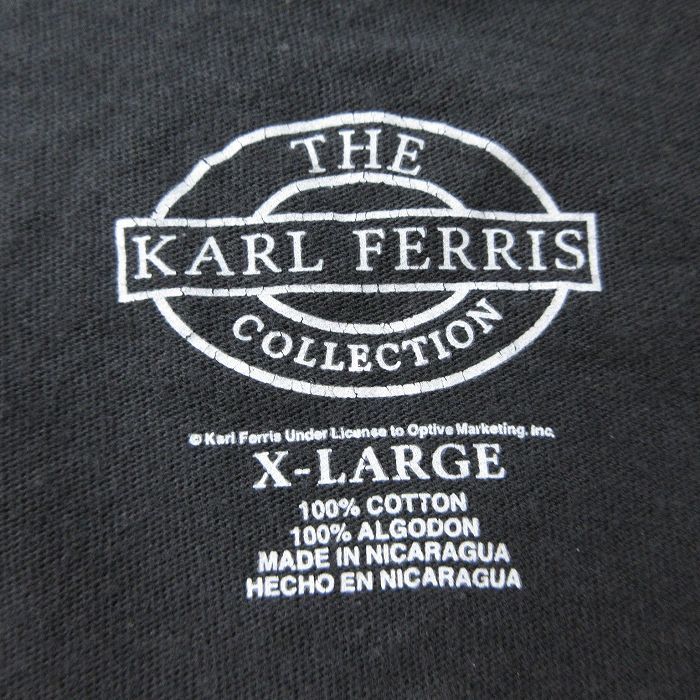 THE
KARL FERRIS
COLLECTION
© Karl Ferris Under License to Optive Marketing, Inc.
X-LARGE
100% COTTON
100% ALGODON
MADE IN NICARAGUA
HECHO EN NICARAGUA